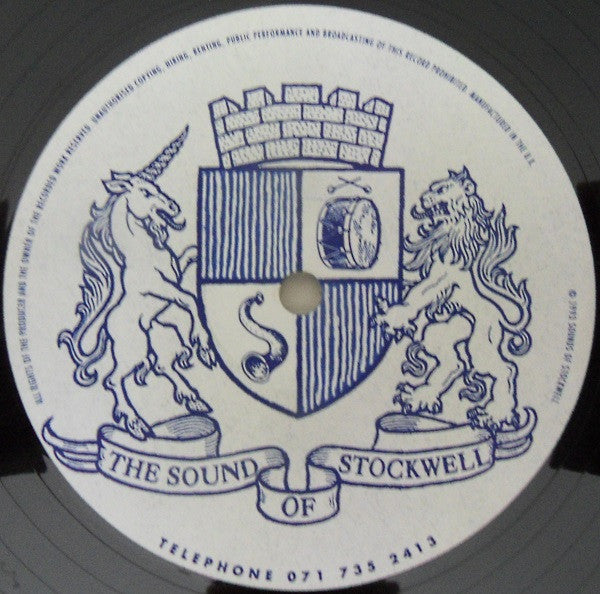 ALL RIGHTS OF THE PRODUCER AND THE OWNER OF THE RECORDED WORK RESERVED. UNAUTHORISED COPYING, HIRING, RENTING, PUBLIC PERFORMANCE AND BROADCASTING OF THIS RECORD PROHIBITED. MANUFACTURED IN THE U.K.
© 1993 SOUNDS OF STOCKWELL
THE SOUND OF STOCKWELL
TELEPHONE 071 735 2413